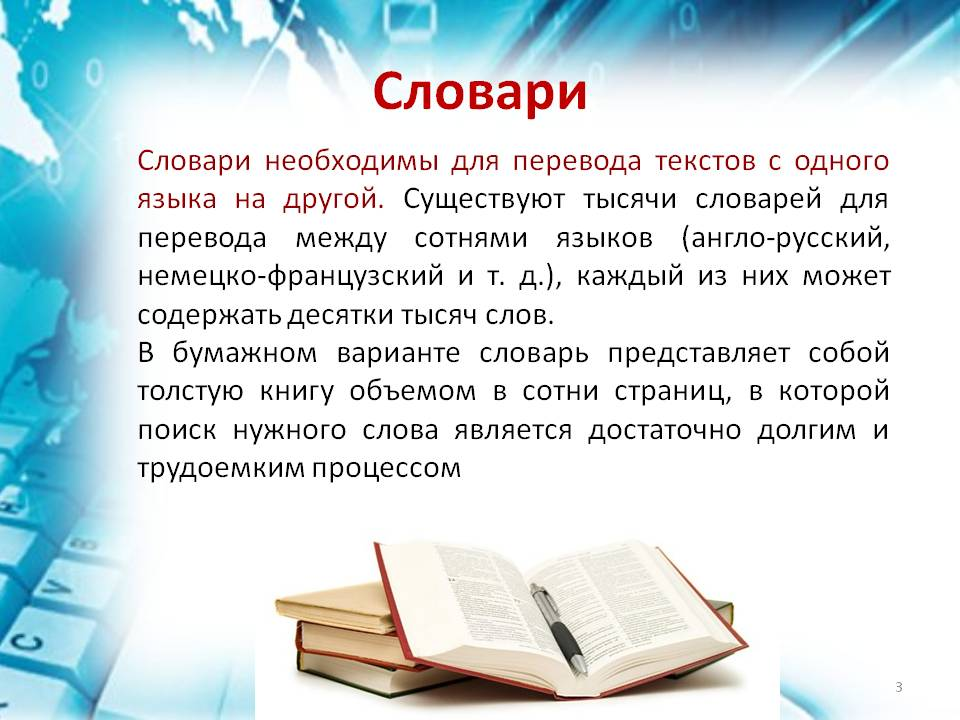 Словари
Словари необходимы для перевода текстов с одного
языка на другой. Существуют тысячи словарей для
перевода между сотнями языков (англо-русский,
немецко-французский и т. д.), каждый из них может
содержать десятки тысяч слов.
В бумажном варианте словарь представляет собой
толстую книгу объемом в сотни страниц, в которой
поиск нужного слова является достаточно долгим и
трудоемким процессом
3